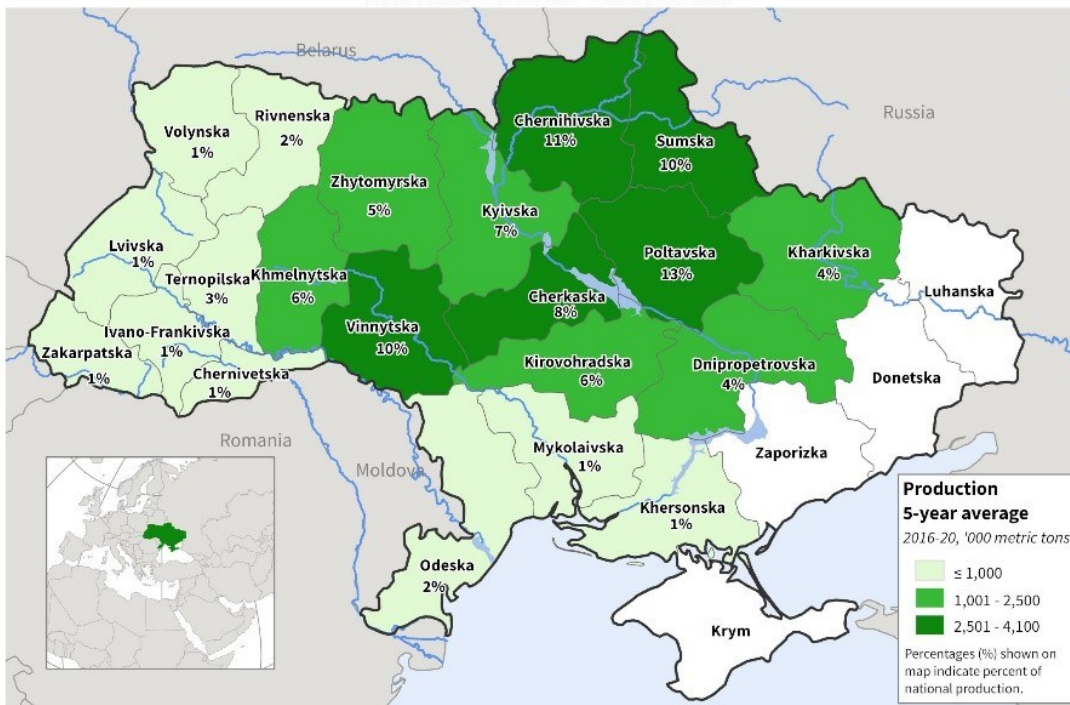 Belarus
Russia
Volynska
1%
Rivnenska
2%
Zhytomyrska
5%
Kyivska
7%
Chernihivska
11%
Sumska
10%
Lvivska
1%
Ternopilska
3%
Khmelnytska
6%
Vinnytska
10%
Cherkaska
8%
Poltavska
13%
Kharkivska
4%
Luhanska
Zakarpatska
1%
Ivano-Frankivska
1%
Chernivetska
1%
Kirovohradska
6%
Dnipropetrovska
4%
Donetska
Romania
Moldova
Mykolaivska
1%
Zaporizka
Khersonska
1%
Odeska
2%
Krym
Production
5-year average
2016-20, '000 metric tons
≤ 1,000
1,001 - 2,500
2,501 - 4,100
Percentages (%) shown on
map indicate percent of
national production.